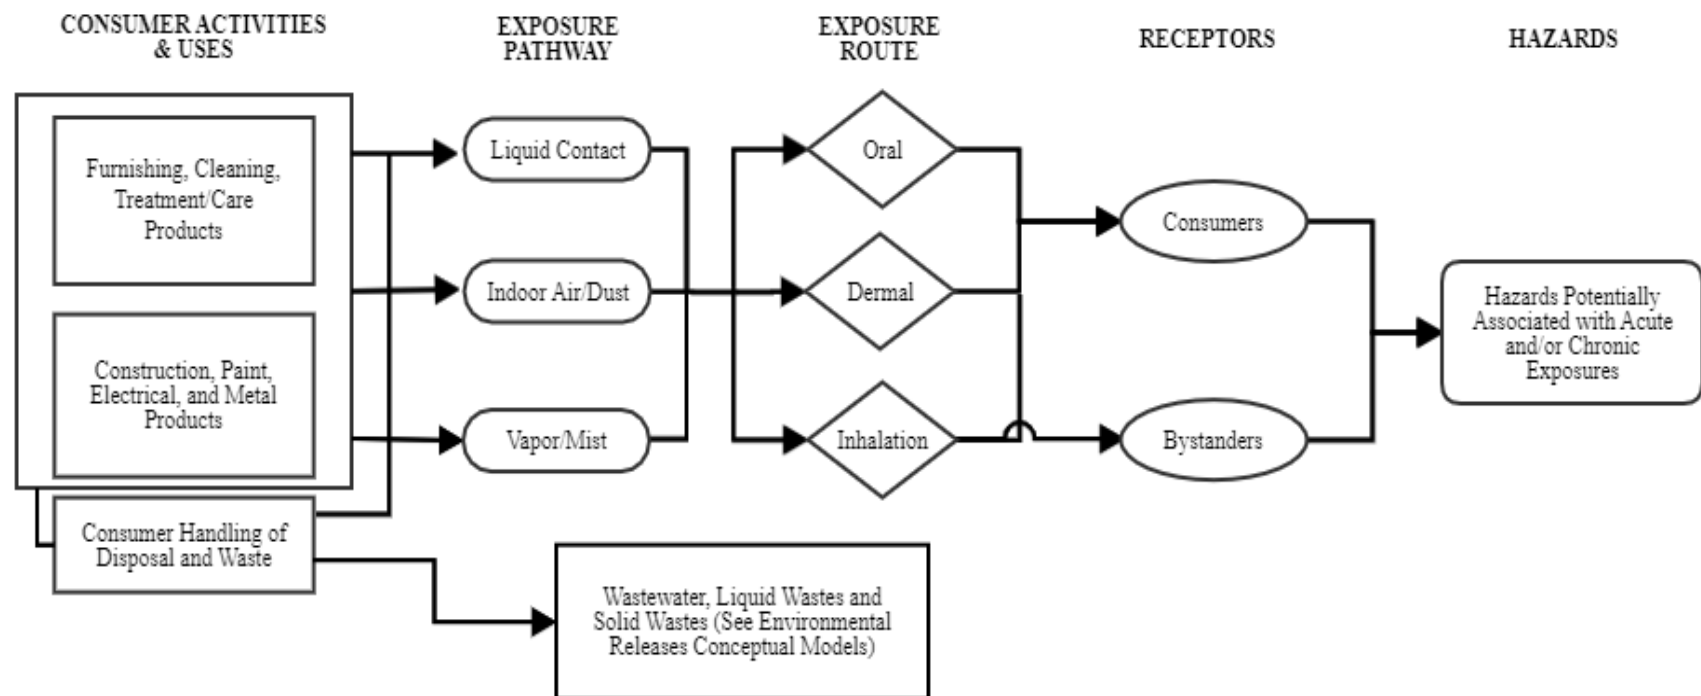 CONSUMER ACTIVITIES
& USES
EXPOSURE
PATHWAY
EXPOSURE
ROUTE
RECEPTORS
HAZARDS
Furnishing, Cleaning,
Treatment/Care
Products
Construction, Paint,
Electrical, and Metal
Products
Consumer Handling of
Disposal and Waste
Liquid Contact
Indoor Air/Dust
Vapor/Mist
Wastewater, Liquid Wastes and
Solid Wastes (See Environmental
Releases Conceptual Models)
Oral
Dermal
Inhalation
Consumers
Bystanders
Hazards Potentially
Associated with Acute
and/or Chronic
Exposures